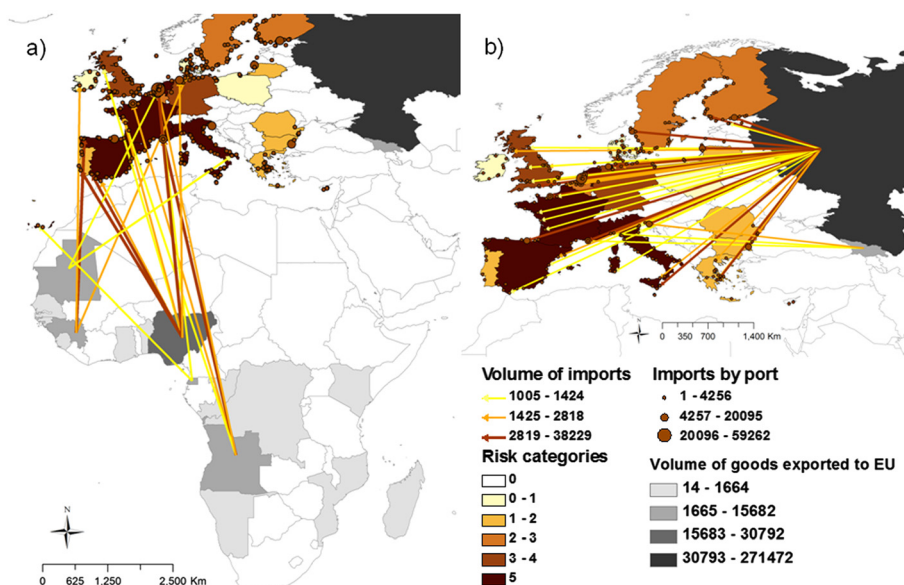 a)
b)
N
0 350 700 1,400 Km
N
0 625 1,250 2,500 Km
Volume of imports
1005 - 1424
1425 - 2818
2819 - 38229
Risk categories
0
0 - 1
1 - 2
2 - 3
3 - 4
5
Imports by port
1 - 4256
4257 - 20095
20096 - 59262
Volume of goods exported to EU
14 - 1664
1665 - 15682
15683 - 30792
30793 - 271472